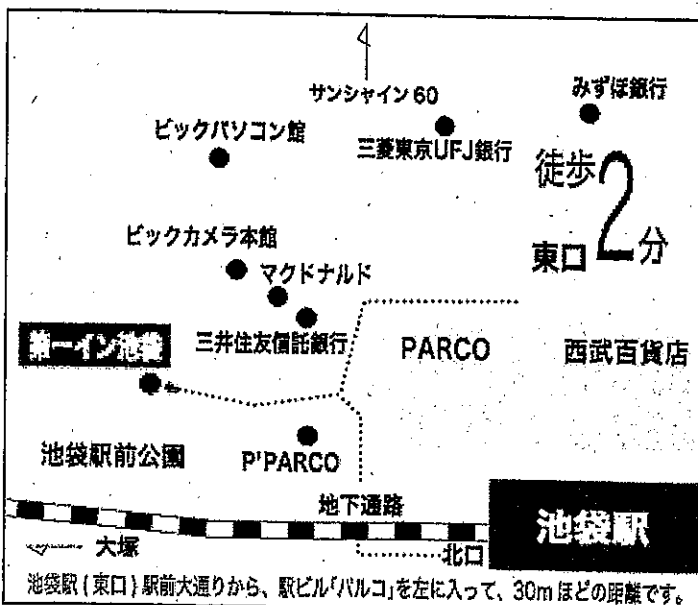 サンシャイン60
みずほ銀行
ビックパソコン館
三菱東京UFJ銀行
徒歩2分
東口
ビックカメラ本館
マクドナルド
三井住友信託銀行
第一イン池袋
PARCO
西武百貨店
池袋駅前公園
P'PARCO
地下通路
池袋駅
大塚
北口
池袋駅(東口)駅前大通りから、駅ビル「パルコ」を左に入って、30mほどの距離です。